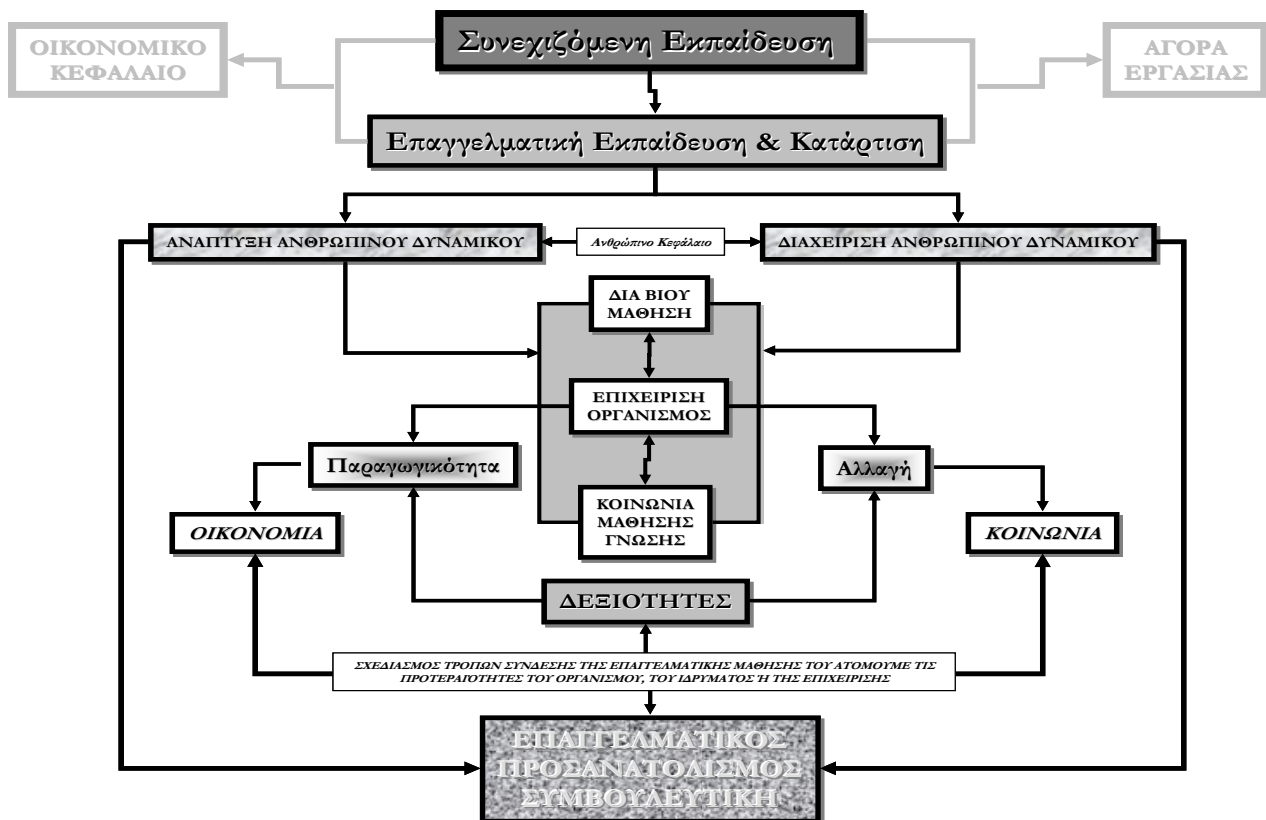 Συνεχιζόμενη Εκπαίδευση
ΟΙΚΟΝΟΜΙΚΟ
ΚΕΦΑΛΑΙΟ
ΑΓΟΡΑ
ΕΡΓΑΣΙΑΣ
Επαγγελματική Εκπαίδευση & Κατάρτιση
ΑΝΑΠΤΥΞΗ ΑΝΘΡΩΠΙΝΟΥ ΔΥΝΑΜΙΚΟΥ
Ανθρώπινο Κεφάλαιο
ΔΙΑΧΕΙΡΙΣΗ ΑΝΘΡΩΠΙΝΟΥ ΔΥΝΑΜΙΚΟΥ
ΔΙΑ ΒΙΟΥ
ΜΑΘΗΣΗ
ΕΠΙΧΕΙΡΙΣΗ
ΟΡΓΑΝΙΣΜΟΣ
Παραγωγικότητα
Αλλαγή
ΚΟΙΝΩΝΙΑ
ΜΑΘΗΣΗΣ
ΓΝΩΣΗΣ
ΟΙΚΟΝΟΜΙΑ
ΚΟΙΝΩΝΙΑ
ΔΕΞΙΟΤΗΤΕΣ
ΣΧΕΔΙΑΣΜΟΣ ΤΡΟΠΩΝ ΣΥΝΔΕΣΗΣ ΤΗΣ ΕΠΑΓΓΕΛΜΑΤΙΚΗΣ ΜΑΘΗΣΗΣ ΤΟΥ ΑΤΟΜΟΥΜΕ ΤΙΣ
ΠΡΟΤΕΡΑΙΌΤΗΤΕΣ ΤΟΥ ΟΡΓΑΝΙΣΜΟΥ, ΤΟΥ ΙΔΡΥΜΑΤΟΣ Ή ΤΗΣ ΕΠΙΧΕΙΡΙΣΗΣ
ΕΠΑΓΓΕΛΜΑΤΙΚΟΣ
ΠΡΟΣΑΝΑΤΟΛΙΣΜΟΣ
ΣΥΜΒΟΥΛΕΥΤΙΚΗ